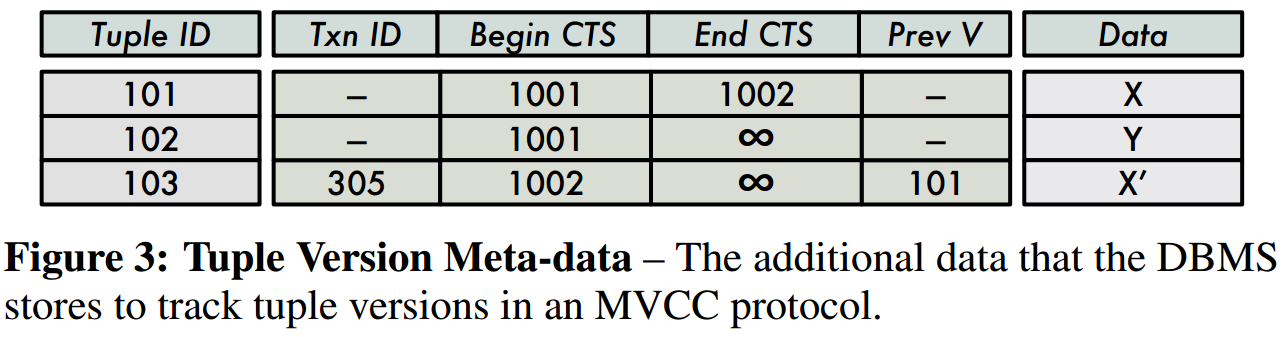 Tuple ID Txn ID Begin CTS End CTS Prev V Data
101 – 1001 1002 – X
102 – 1001 ∞ – Y
103 305 1002 ∞ 101 X′
Figure 3: Tuple Version Meta-data – The additional data that the DBMS
stores to track tuple versions in an MVCC protocol.